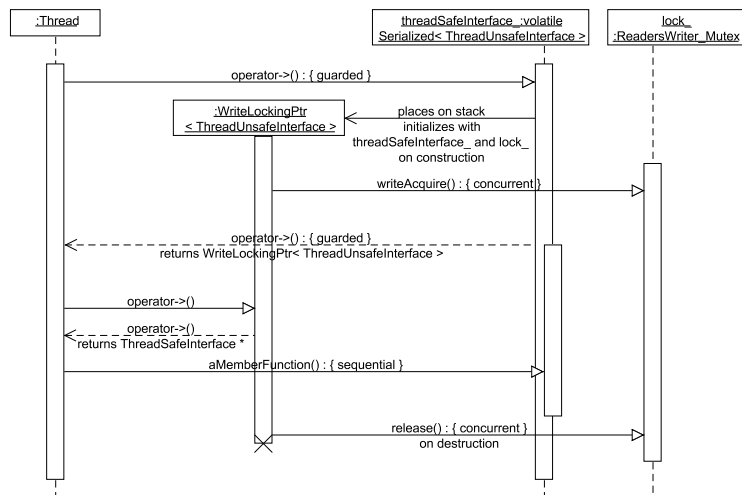 :Thread
threadSafeInterface_:volatile
Serialized< ThreadUnsafeInterface >
lock_
:ReadersWriter_Mutex
operator->() : { guarded }
:WriteLockingPtr
< ThreadUnsafeInterface >
places on stack
initializes with
threadSafeInterface_ and lock_
on construction
writeAcquire() : { concurrent }
operator->() : { guarded }
returns WriteLockingPtr< ThreadUnsafeInterface >
operator->()
operator->()
returns ThreadSafeInterface *
aMemberFunction() : { sequential }
release() : { concurrent }
on destruction